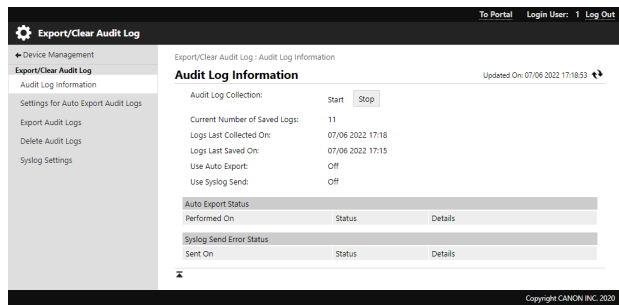 To Portal Login User: 1 Log Out
Export/Clear Audit Log
Device Management
Export/Clear Audit Log
Audit Log Information
Settings for Auto Export Audit Logs
Export Audit Logs
Delete Audit Logs
Syslog Settings
Export/Clear Audit Log : Audit Log Information
Audit Log Information
Updated On: 07/06 2022 17:18:53
Audit Log Collection: Start Stop
Current Number of Saved Logs: 11
Logs Last Collected On: 07/06 2022 17:18
Logs Last Saved On: 07/06 2022 17:15
Use Auto Export: Off
Use Syslog Send: Off
Auto Export Status
Performed On Status Details
Syslog Send Error Status
Sent On Status Details
Copyright CANON INC. 2020